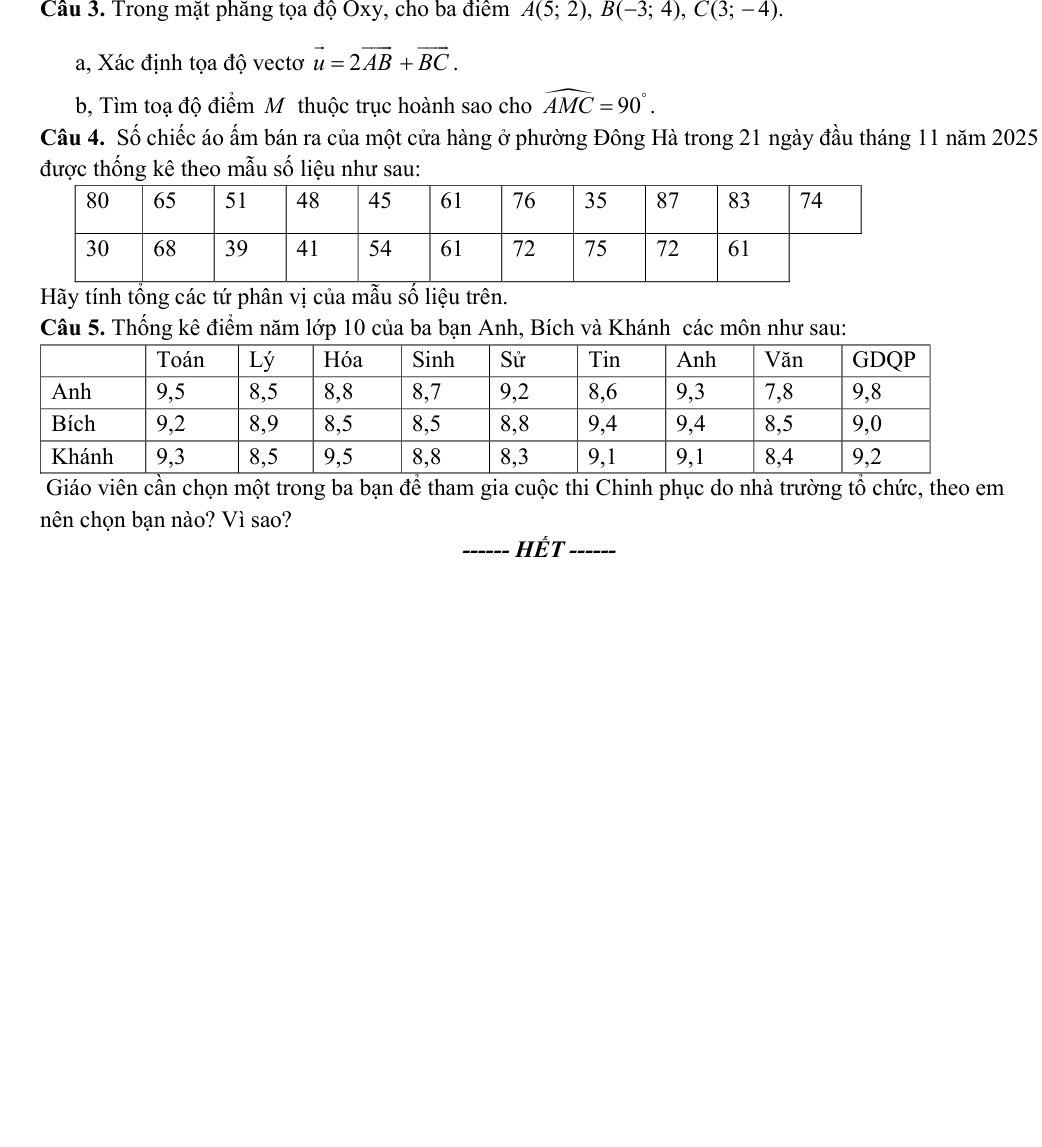 Câu 3. Trong mặt phẳng tọa độ Oxy, cho ba điểm A(5; 2), B(−3; 4), C(3; −4).
a, Xác định tọa độ vectơ u⃗ = 2AB⃗ + BC⃗ .
b, Tìm toạ độ điểm M thuộc trục hoành sao cho AMC = 90° .
Câu 4. Số chiếc áo ấm bán ra của một cửa hàng ở phường Đông Hà trong 21 ngày đầu tháng 11 năm 2025
được thống kê theo mẫu số liệu như sau:
80 65 51 48 45 61 76 35 87 83 74
30 68 39 41 54 61 72 75 72 61
Hãy tính tổng các tứ phân vị của mẫu số liệu trên.
Câu 5. Thống kê điểm năm lớp 10 của ba bạn Anh, Bích và Khánh các môn như sau:
Toán Lý Hóa Sinh Sử Tin Anh Văn GDQP
Anh 9,5 8,5 8,8 8,7 9,2 8,6 9,3 7,8 9,8
Bích 9,2 8,9 8,5 8,5 8,8 9,4 9,4 8,5 9,0
Khánh 9,3 8,5 9,5 8,8 8,3 9,1 9,1 8,4 9,2
Giáo viên cần chọn một trong ba bạn để tham gia cuộc thi Chinh phục do nhà trường tổ chức, theo em
nên chọn bạn nào? Vì sao?
------ HẾT ------